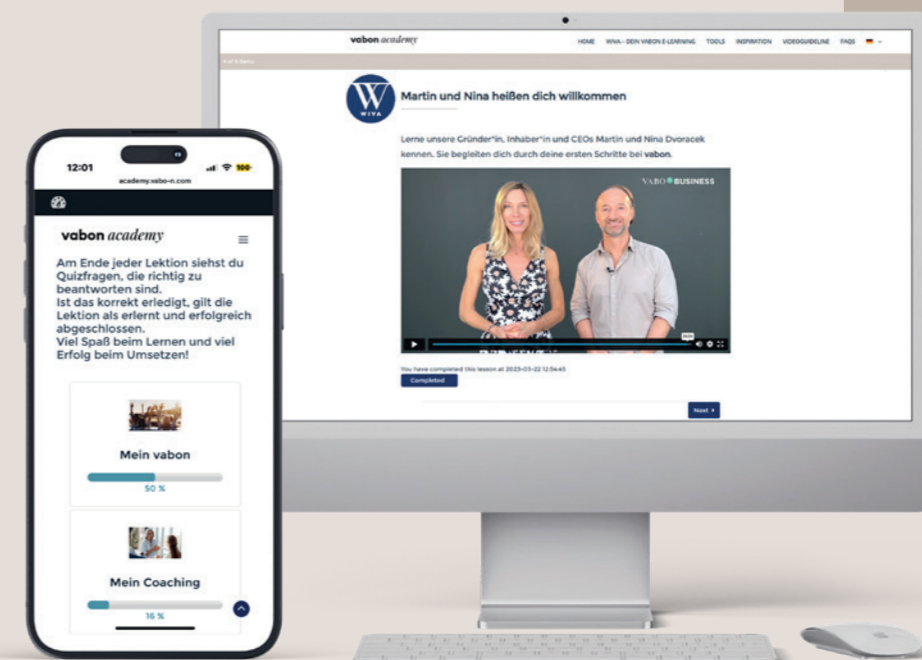 12:01
100
academy.vabo-n.com
vabon academy
Am Ende jeder Lektion siehst du
Quizfragen, die richtig zu
beantworten sind.
Ist das korrekt erledigt, gilt die
Lektion als erlernt und erfolgreich
abgeschlossen.
Viel Spaß beim Lernen und viel
Erfolg beim Umsetzen!
Mein vabon
50 %
Mein Coaching
16 %
vabon academy
HOME WIVA – DEIN VABON E-LEARNING TOOLS INSPIRATION VIDEOGUIDELINE FAQS
W
WIVA
Martin und Nina heißen dich willkommen
Lerne unsere Gründer*in, Inhaber*in und CEOs Martin und Nina Dvoracek
kennen. Sie begleiten dich durch deine ersten Schritte bei vabon.
VABO BUSINESS
You have completed this lesson at 2025-03-22 12:54:45
Completed
Next